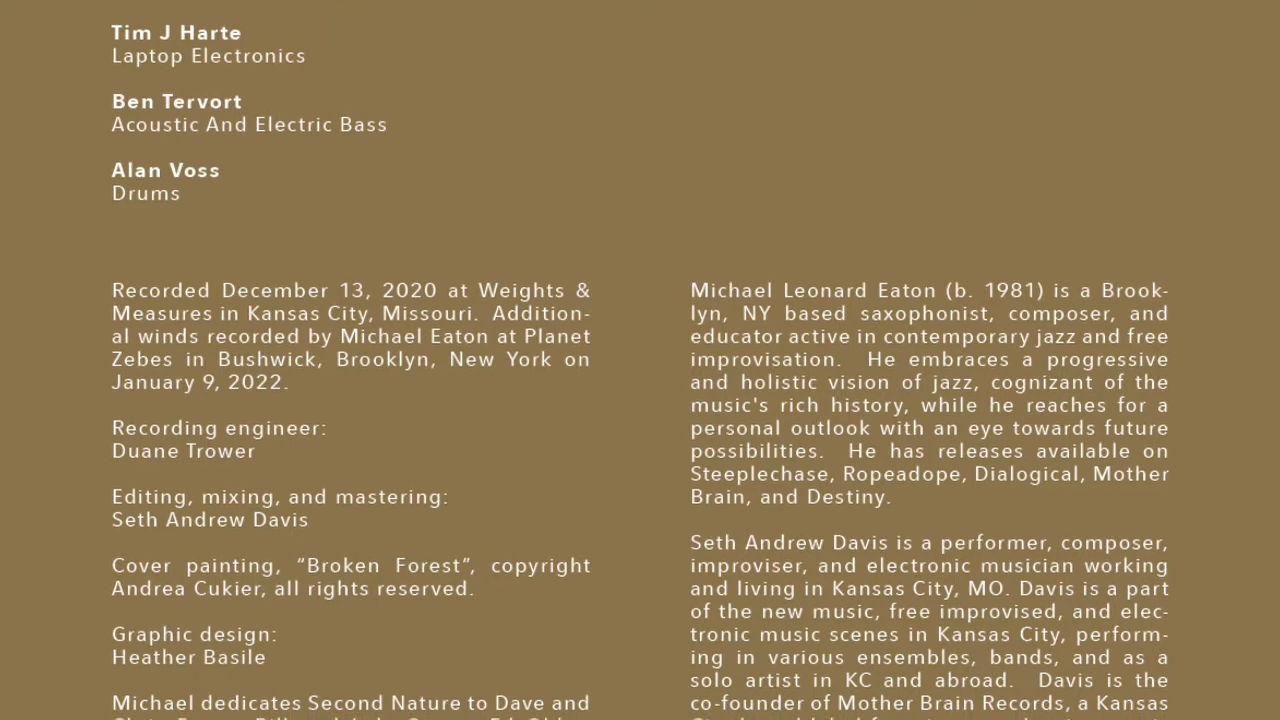 Tim J Harte
Laptop Electronics
Ben Tervort
Acoustic And Electric Bass
Alan Voss
Drums
Recorded December 13, 2020 at Weights &
Measures in Kansas City, Missouri. Addition-
al winds recorded by Michael Eaton at Planet
Zebes in Bushwick, Brooklyn, New York on
January 9, 2022.
Recording engineer:
Duane Trower
Editing, mixing, and mastering:
Seth Andrew Davis
Cover painting, “Broken Forest”, copyright
Andrea Cukier, all rights reserved.
Graphic design:
Heather Basile
Michael dedicates Second Nature to Dave and
Michael Leonard Eaton (b. 1981) is a Brook-
lyn, NY based saxophonist, composer, and
educator active in contemporary jazz and free
improvisation. He embraces a progressive
and holistic vision of jazz, cognizant of the
music's rich history, while he reaches for a
personal outlook with an eye towards future
possibilities. He has releases available on
Steeplechase, Ropeadope, Dialogical, Mother
Brain, and Destiny.
Seth Andrew Davis is a performer, composer,
improviser, and electronic musician working
and living in Kansas City, MO. Davis is a part
of the new music, free improvised, and elec-
tronic music scenes in Kansas City, perform-
ing in various ensembles, bands, and as a
solo artist in KC and abroad. Davis is the
co-founder of Mother Brain Records, a Kansas